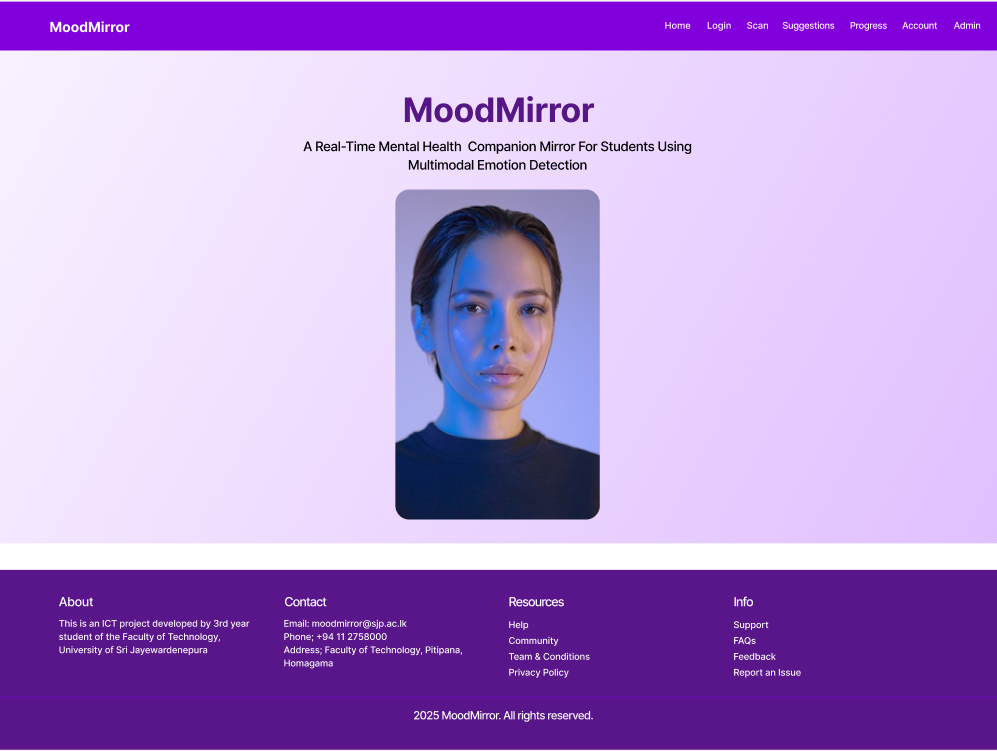 MoodMirror
Home Login Scan Suggestions Progress Account Admin
MoodMirror
A Real-Time Mental Health Companion Mirror For Students Using
Multimodal Emotion Detection
About
This is an ICT project developed by 3rd year
student of the Faculty of Technology,
University of Sri Jayewardenepura
Contact
Email: moodmirror@sjp.ac.lk
Phone; +94 11 2758000
Address; Faculty of Technology, Pitipana,
Homagama
Resources
Help
Community
Team & Conditions
Privacy Policy
Info
Support
FAQs
Feedback
Report an Issue
2025 MoodMirror. All rights reserved.